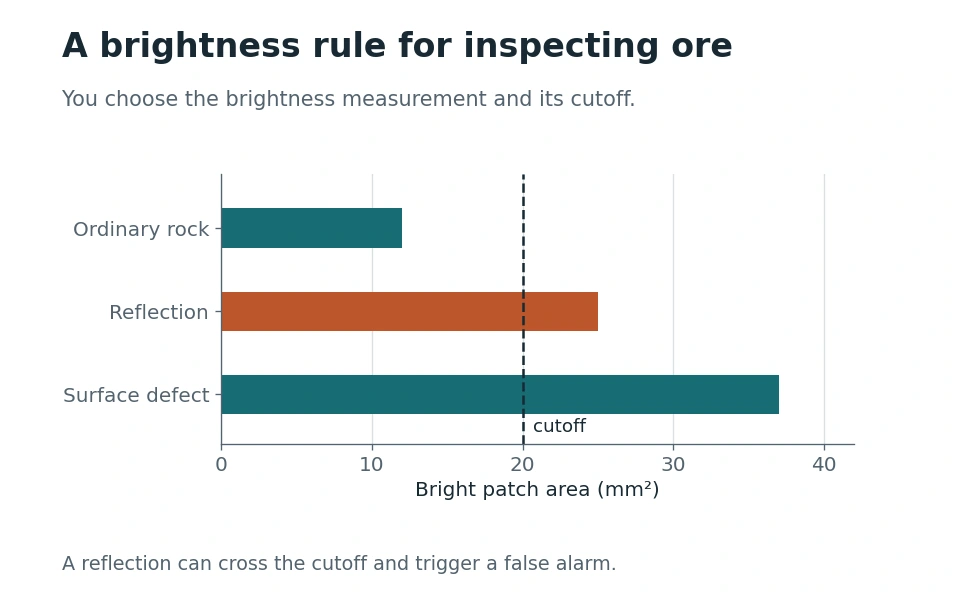 A brightness rule for inspecting ore
You choose the brightness measurement and its cutoff.
Ordinary rock
Reflection
Surface defect
cutoff
0 10 20 30 40
Bright patch area (mm²)
A reflection can cross the cutoff and trigger a false alarm.